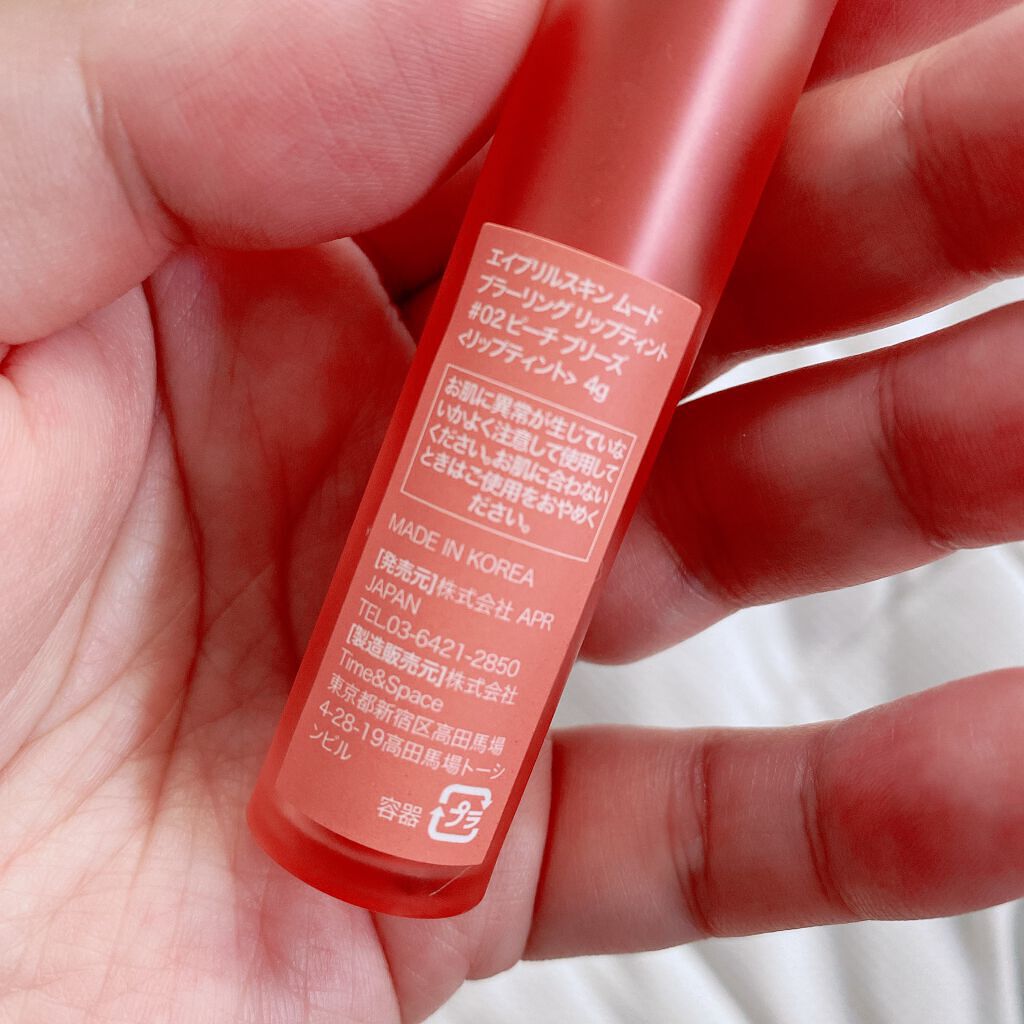 エイプリルスキン ムード
ブラーリング リップティント
#02ピーチ ブリーズ
<リップティント> 4g
お肌に異常が生じていな
いかよく注意して使用して
ください。お肌に合わない
ときはご使用をおやめく
ださい。
MADE IN KOREA
[発売元]株式会社 APR
JAPAN
TEL.03-6421-2850
[製造販売元]株式会社
Time&Space
東京都新宿区高田馬場
4-28-19高田馬場トーシ
ンビル
容器 プラ